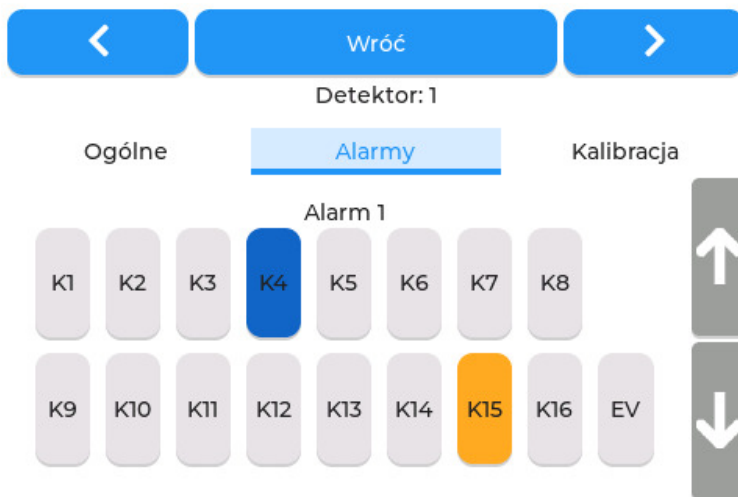 Wróć
Detektor: 1
Ogólne Alarmy Kalibracja
Alarm 1
K1 K2 K3 K4 K5 K6 K7 K8
K9 K10 K11 K12 K13 K14 K15 K16 EV